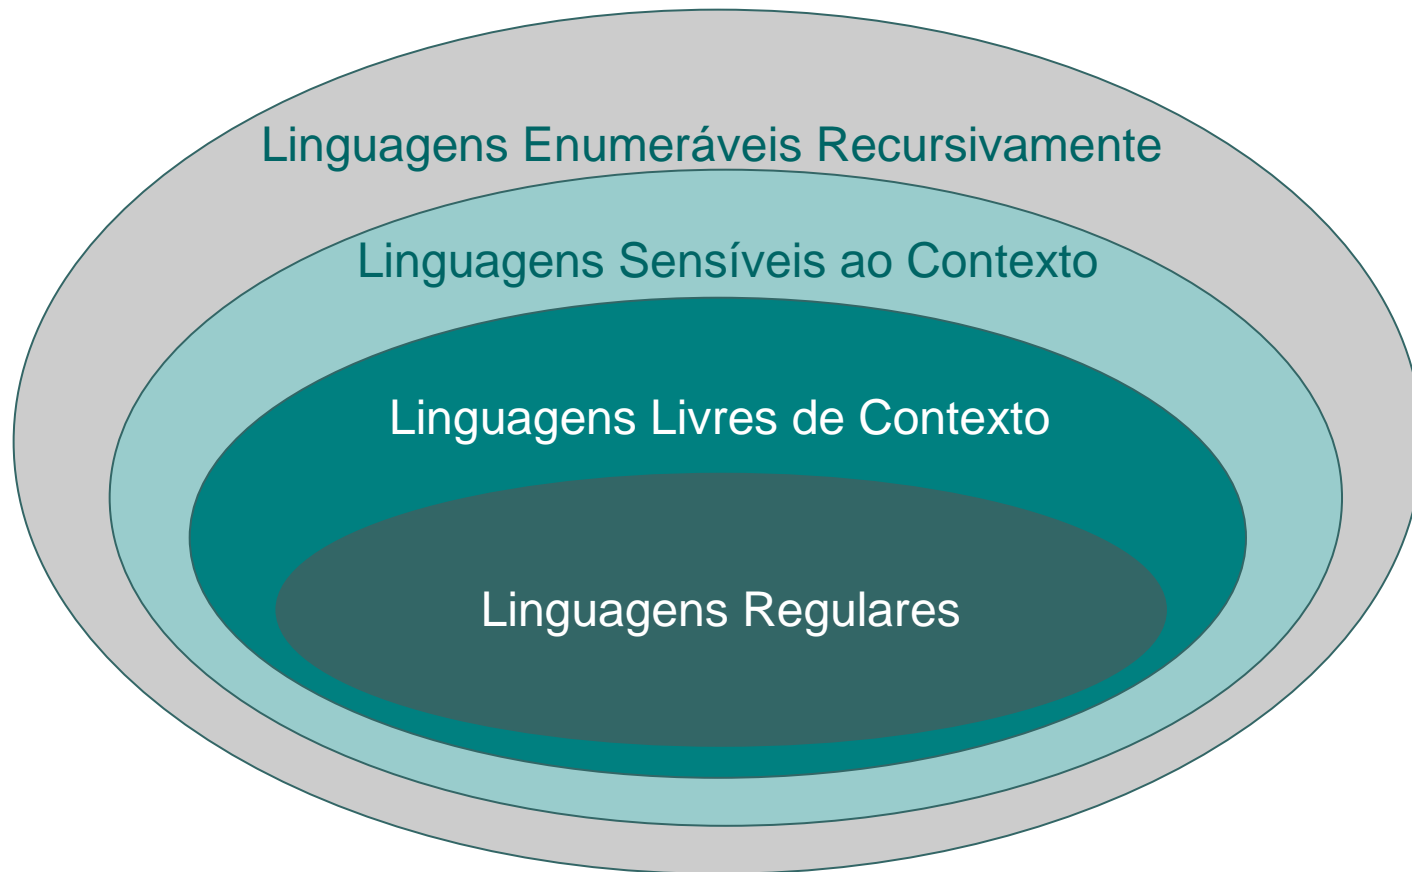 Linguagens Enumeráveis Recursivamente
Linguagens Sensíveis ao Contexto
Linguagens Livres de Contexto
Linguagens Regulares